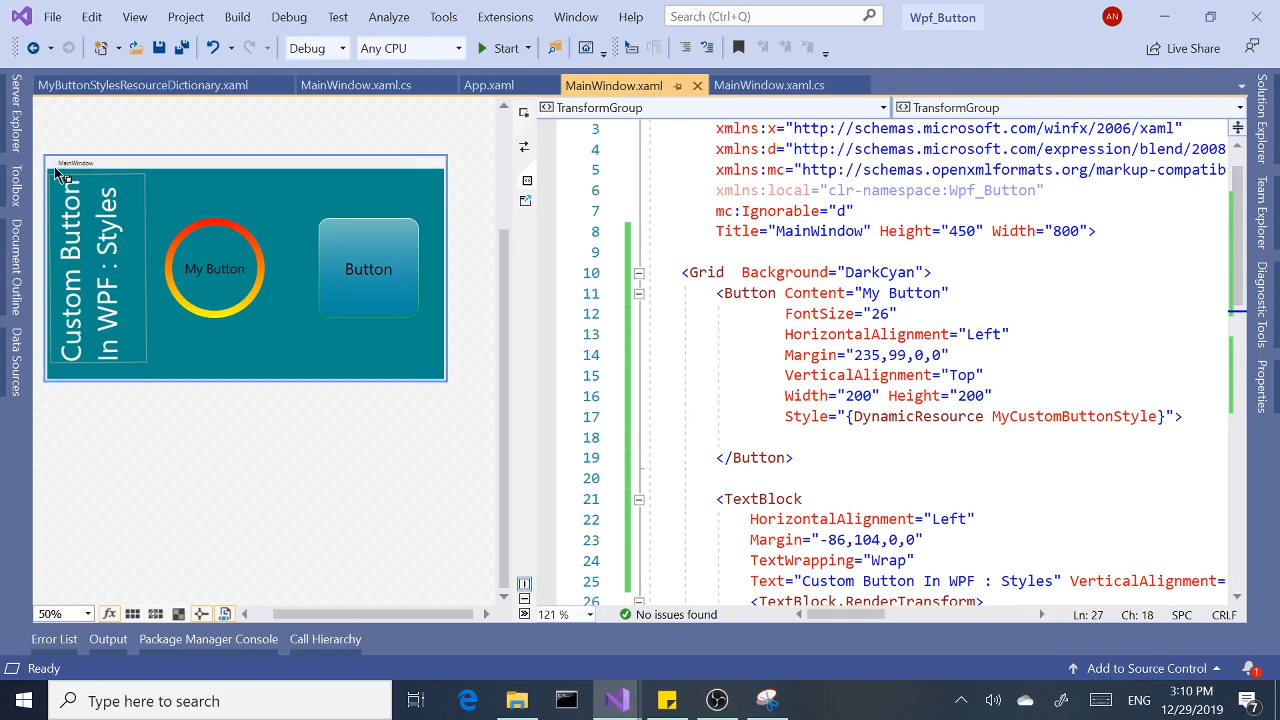 File
Edit
View
Project
Build
Debug
Design
Format
Test
Analyze
Tools
Extensions
Window
Help
Search (Ctrl+Q)
Wpf_Button
AN
Debug
Any CPU
Start
Live Share
MyButtonStylesResourceDictionary.xaml
MainWindow.xaml.cs
App.xaml
MainWindow.xaml
MainWindow.xaml.cs
Server Explorer
Toolbox
Document Outline
Data Sources
MainWindow
Custom Button
In WPF : Styles
My Button
Button
TransformGroup
TransformGroup
3 xmlns:x="http://schemas.microsoft.com/winfx/2006/xaml"
4 xmlns:d="http://schemas.microsoft.com/expression/blend/2008
5 xmlns:mc="http://schemas.openxmlformats.org/markup-compatib
6 xmlns:local="clr-namespace:Wpf_Button"
7 mc:Ignorable="d"
8 Title="MainWindow" Height="450" Width="800">
9
10 <Grid Background="DarkCyan">
11 <Button Content="My Button"
12 FontSize="26"
13 HorizontalAlignment="Left"
14 Margin="235,99,0,0"
15 VerticalAlignment="Top"
16 Width="200" Height="200"
17 Style="{DynamicResource MyCustomButtonStyle}">
18
19 </Button>
20
21 <TextBlock
22 HorizontalAlignment="Left"
23 Margin="-86,104,0,0"
24 TextWrapping="Wrap"
25 Text="Custom Button In WPF : Styles" VerticalAlignment=
26 <TextBlock.RenderTransform>
Solution Explorer
Team Explorer
Diagnostic Tools
Properties
50%
121 %
No issues found
Ln: 27
Ch: 18
SPC
CRLF
Error List
Output
Package Manager Console
Call Hierarchy
Ready
Add to Source Control
1
Type here to search
ENG
3:10 PM
12/29/2019
7